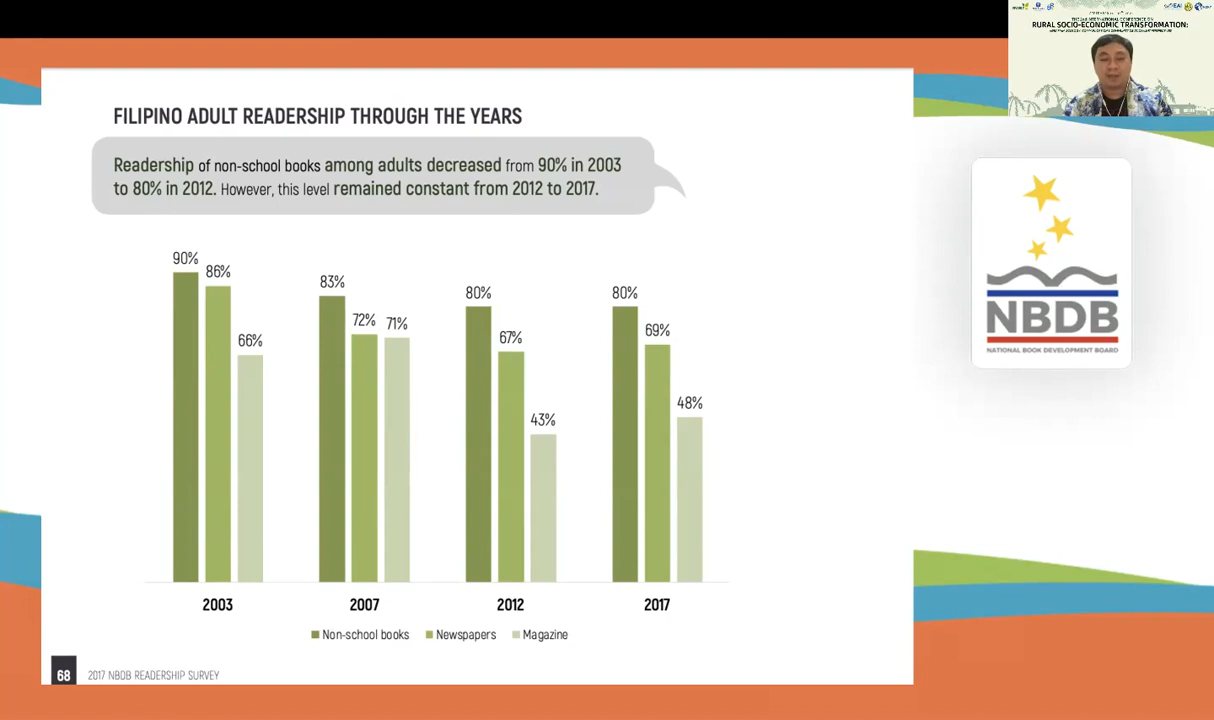 RURAL SOCIO-ECONOMIC TRANSFORMATION:
FILIPINO ADULT READERSHIP THROUGH THE YEARS
Readership of non-school books among adults decreased from 90% in 2003
to 80% in 2012. However, this level remained constant from 2012 to 2017.
90%
86%
66%
83%
72%
71%
80%
67%
43%
80%
69%
48%
2003
2007
2012
2017
Non-school books
Newspapers
Magazine
68
2017 NBDB READERSHIP SURVEY
NBDB
NATIONAL BOOK DEVELOPMENT BOARD